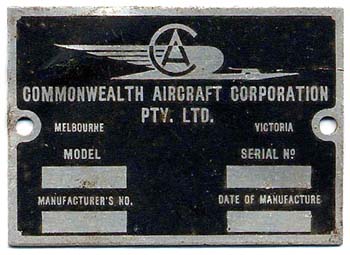 CAC
COMMONWEALTH AIRCRAFT CORPORATION
PTY. LTD.
MELBOURNE VICTORIA
MODEL SERIAL Nº
MANUFACTURER'S NO. DATE OF MANUFACTURE